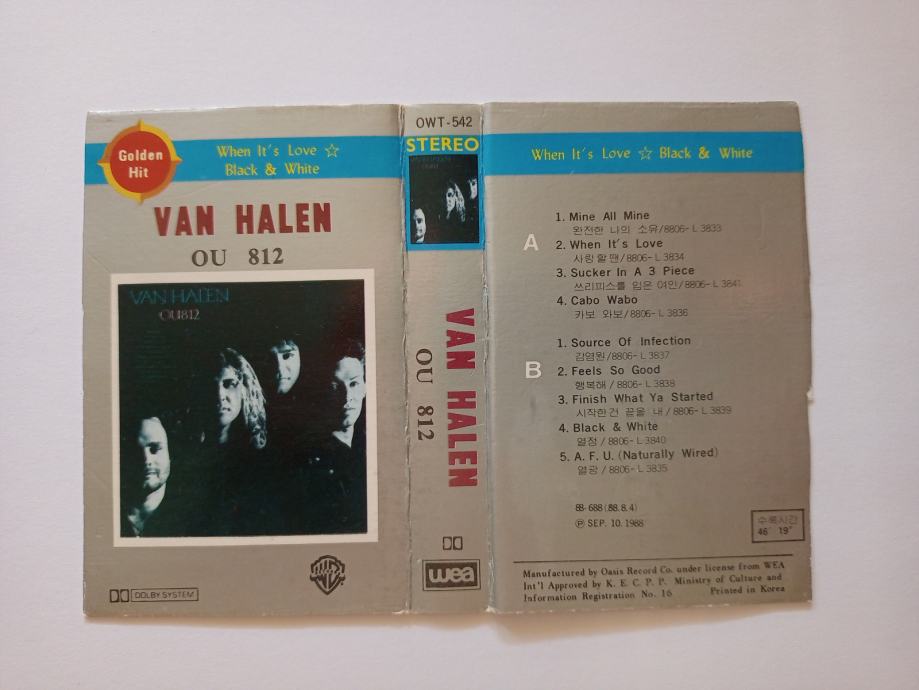 Golden
Hit
When It's Love ☆
Black & White
VAN HALEN
OU 812
VAN HALEN
OU812
DOLBY SYSTEM
OWT-542
STEREO
VAN HALEN
OU 812
wea
When It's Love ☆ Black & White
A
1. Mine All Mine
완전한 나의 소유/8806-L 3833
2. When It's Love
사랑할땐/8806-L 3834
3. Sucker In A 3 Piece
쓰리피스를 입은 여인/8806-L 3841
4. Cabo Wabo
카보 와보/8806-L 3836
B
1. Source Of Infection
감염원/8806-L 3837
2. Feels So Good
행복해/8806-L 3838
3. Finish What Ya Started
시작한건 끝을 내/8806-L 3839
4. Black & White
열정/8806-L 3840
5. A. F. U. (Naturally Wired)
열광/8806-L 3835
88-688 (88. 8. 4)
Ⓟ SEP. 10. 1988
수록시간
46' 19"
Manufactured by Oasis Record Co. under license from WEA
Int'l Approved by K. E. C. P. P. Ministry of Culture and
Information Registration No. 16 Printed in Korea